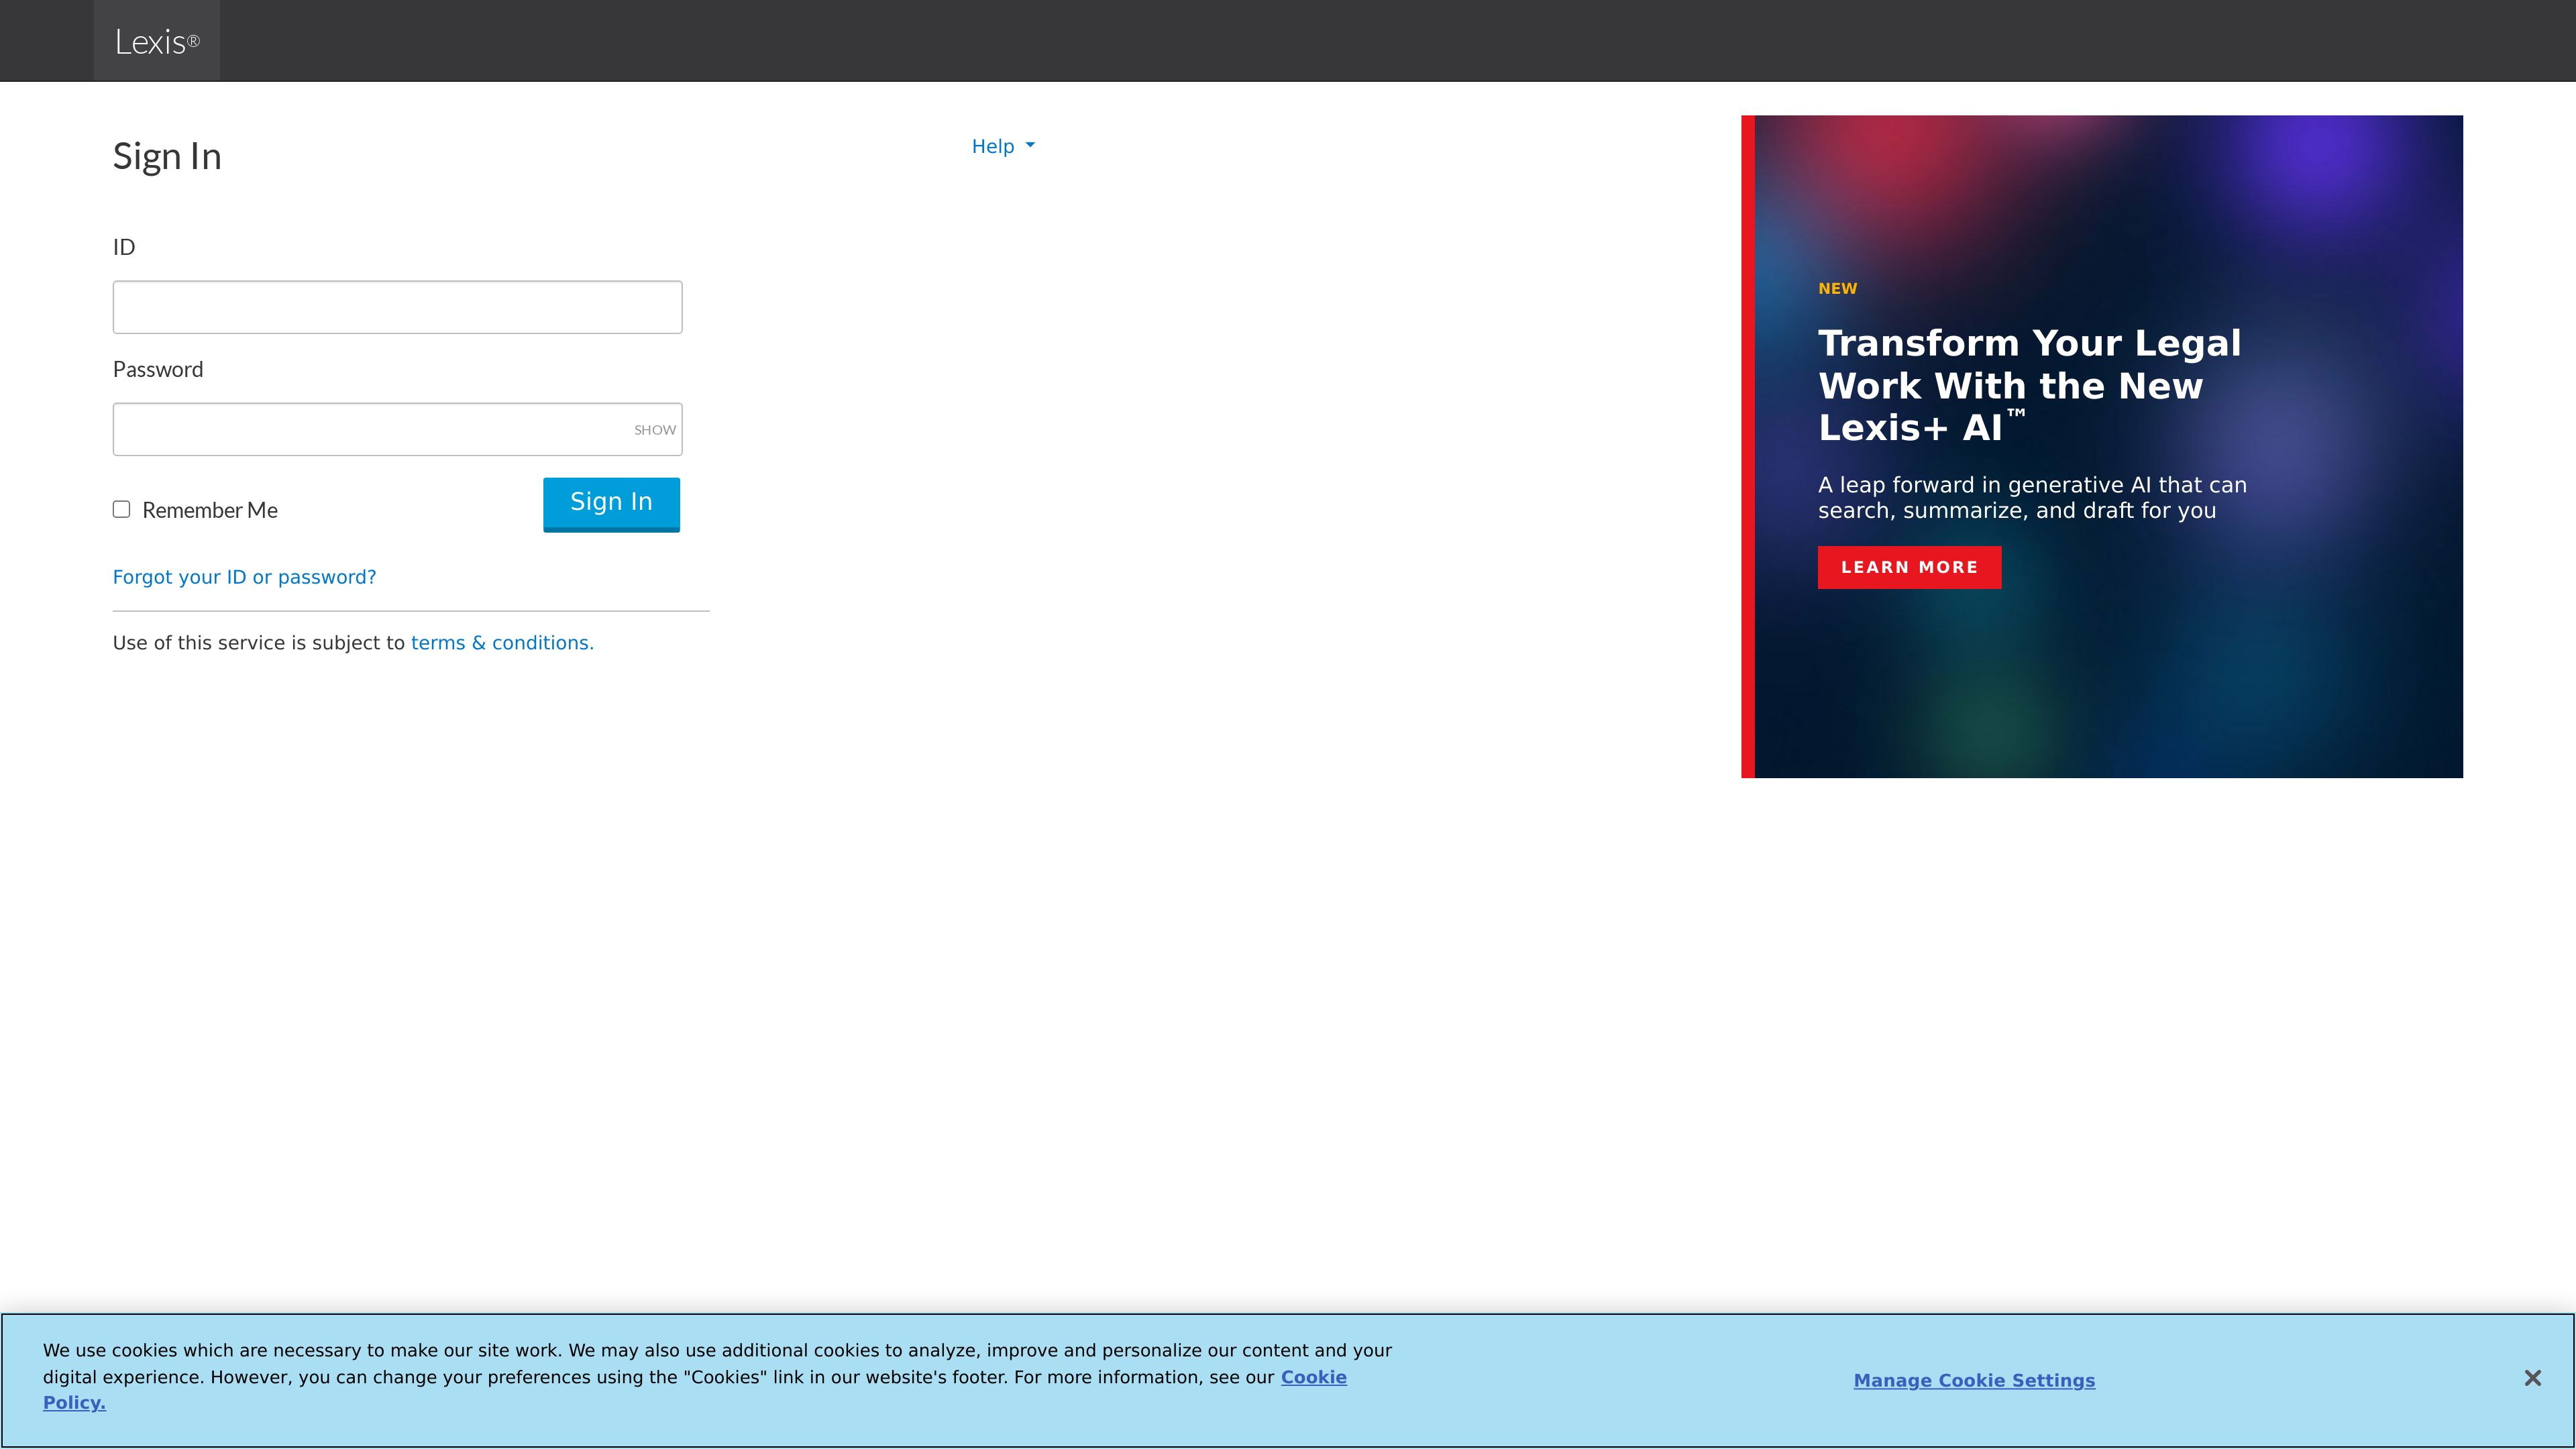 Lexis®
Sign In
Help
ID
Password
SHOW
Remember Me
Sign In
Forgot your ID or password?
Use of this service is subject to terms & conditions.
NEW
Transform Your Legal
Work With the New
Lexis+ AI™
A leap forward in generative AI that can
search, summarize, and draft for you
LEARN MORE
We use cookies which are necessary to make our site work. We may also use additional cookies to analyze, improve and personalize our content and your
digital experience. However, you can change your preferences using the "Cookies" link in our website's footer. For more information, see our Cookie
Policy.
Manage Cookie Settings